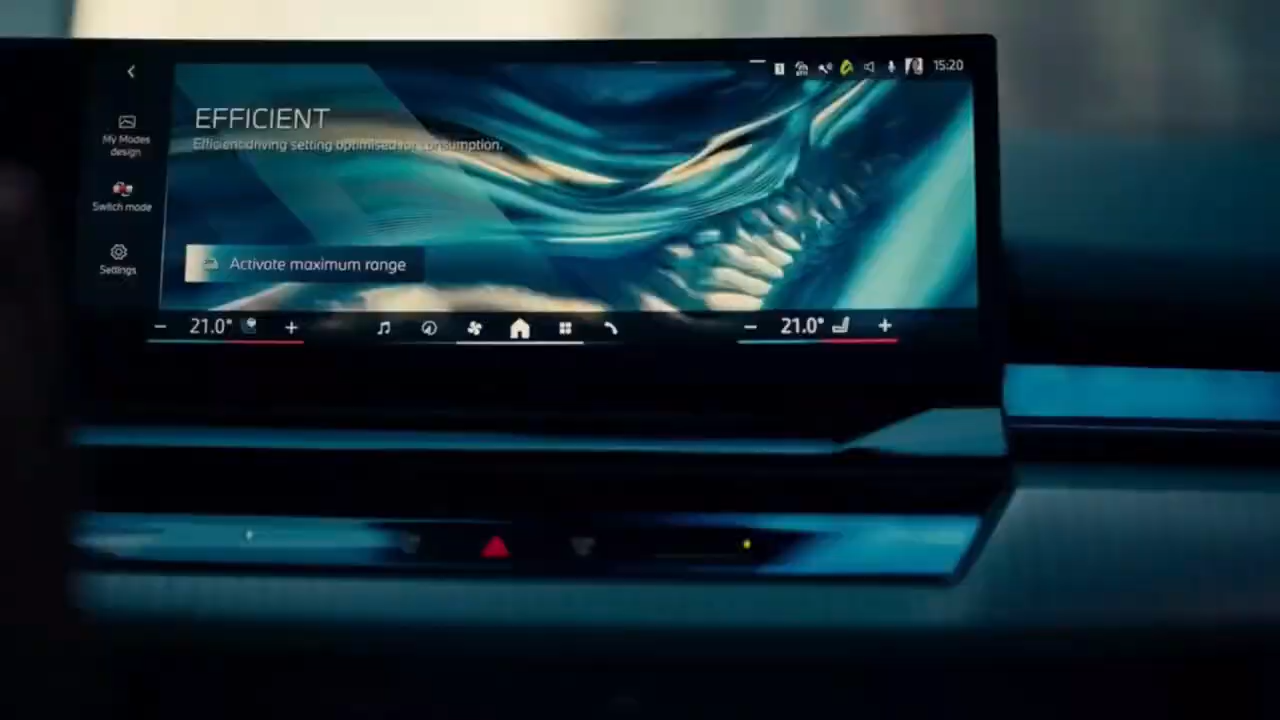 1
15:20
EFFICIENT
Efficient driving setting optimised for consumption.
My Modes
design
Switch mode
Settings
Activate maximum range
− 21.0° +
− 21.0° +